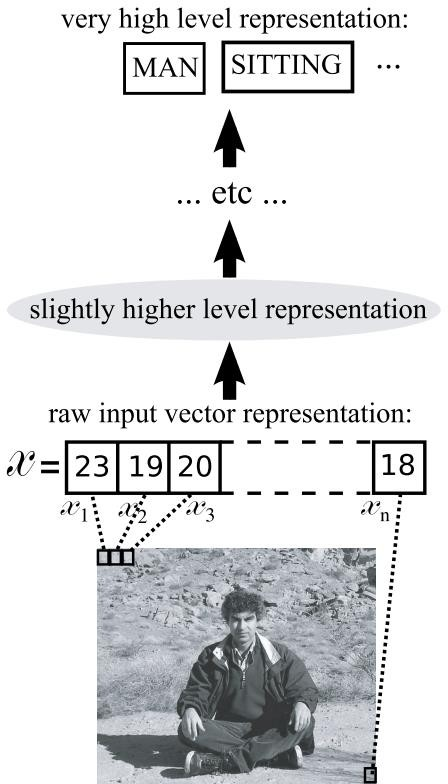 very high level representation:
MAN SITTING ...
... etc ...
slightly higher level representation
raw input vector representation:
x = 23 19 20 18
x1 x2 x3 xn